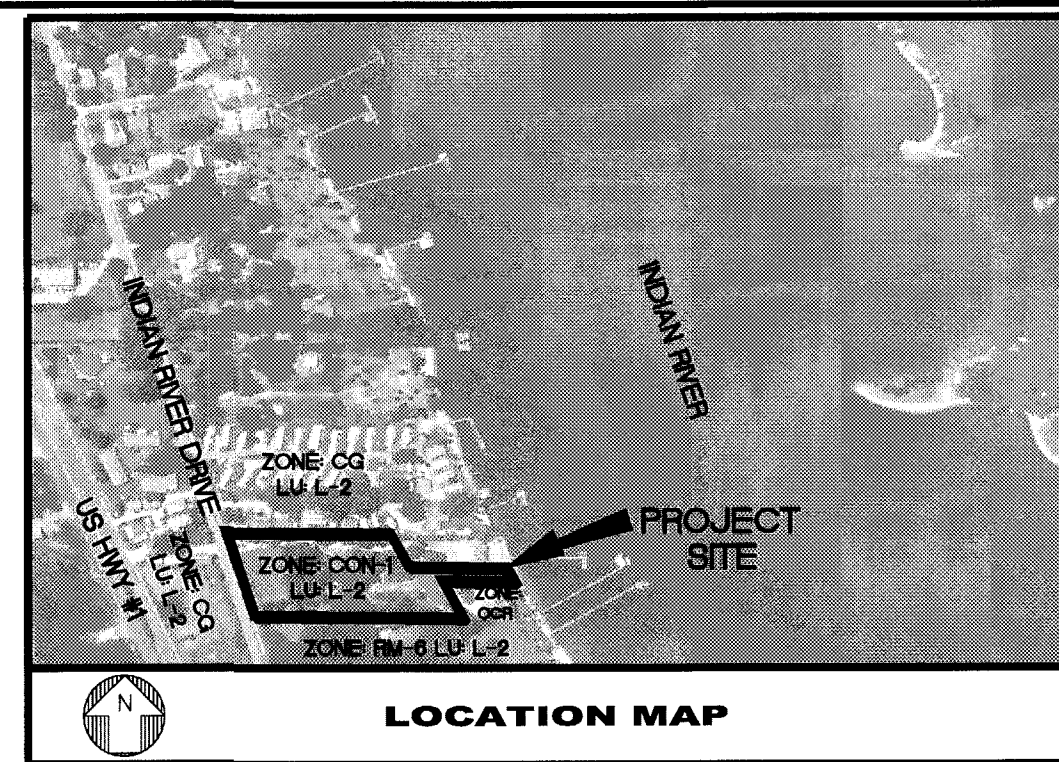 INDIAN RIVER DRIVE
INDIAN RIVER
ZONE: CG
LU: L-2
US HWY #1
ZONE: CG
LU: L-2
PROJECT
SITE
ZONE: CON-1
LU: L-2
ZONE:
OCR
ZONE: RM-6 LU: L-2
N
LOCATION MAP